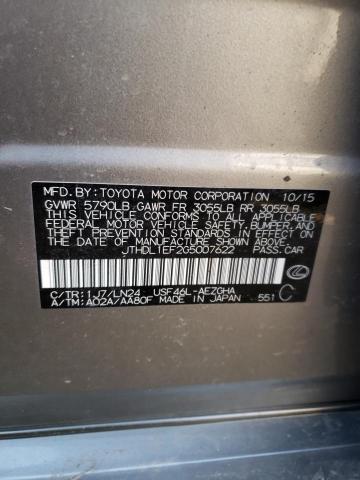 MFD.BY:TOYOTA MOTOR CORPORATION 10/15
GVWR 5790LB GAWR FR 3055LB RR 3055LB
THIS VEHICLE CONFORMS TO ALL APPLICABLE
FEDERAL MOTOR VEHICLE SAFETY, BUMPER, AND
THEFT PREVENTION STANDARDS IN EFFECT ON
THE DATE OF MANUFACTURE SHOWN ABOVE.
JTHDL1EF2G5007622 PASS.CAR
C/TR:1J7/LN24 USF46L-AEZGHA
A/TM:A02A/AA80F MADE IN JAPAN 551 C